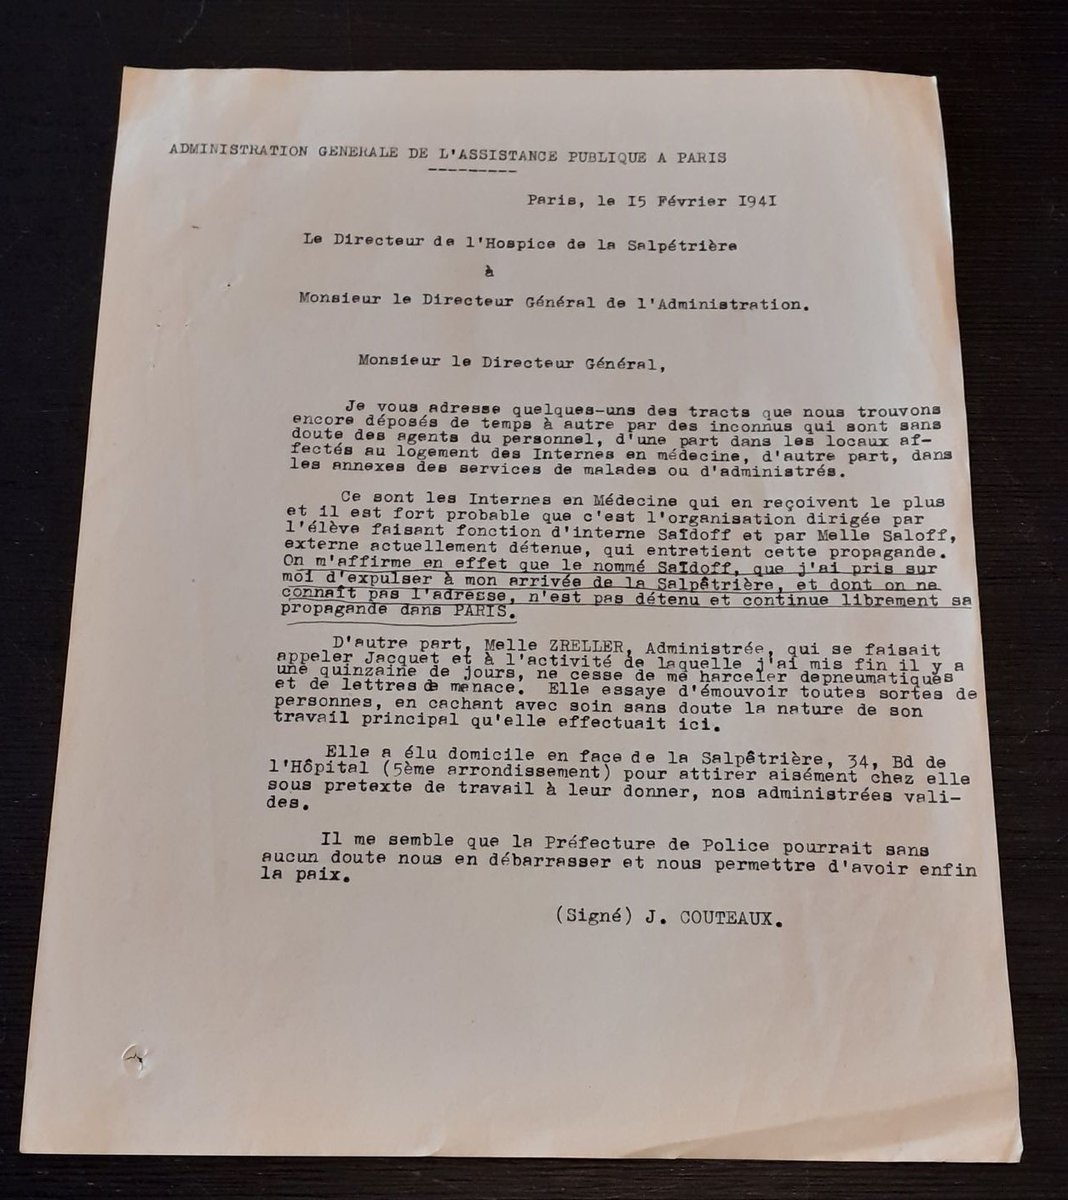 ADMINISTRATION GENERALE DE L'ASSISTANCE PUBLIQUE A PARIS
---------
Paris, le I5 Février I94I
Le Directeur de l'Hospice de la Salpétrière
à
Monsieur le Directeur Général de l'Administration.
Monsieur le Directeur Général,
Je vous adresse quelques-uns des tracts que nous trouvons
encore déposés de temps à autre par des inconnus qui sont sans
doute des agents du personnel, d'une part dans les locaux af-
fectés au logement des Internes en médecine, d'autre part, dans
les annexes des services de malades ou d'administrés.
Ce sont les Internes en Médecine qui en reçoivent le plus
et il est fort probable que c'est l'organisation dirigée par
l'élève faisant fonction d'interne Saïdoff et par Melle Saloff,
externe actuellement détenue, qui entretient cette propagande.
On m'affirme en effet que le nommé Saïdoff, que j'ai pris sur
moi d'expulser à mon arrivée de la Salpêtrière, et dont on ne
connaît pas l'adresse, n'est pas détenu et continue librement sa
propagande dans PARIS.
D'autre part, Melle ZRELLER, Administrée, qui se faisait
appeler Jacquet et à l'activité de laquelle j'ai mis fin il y a
une quinzaine de jours, ne cesse de me harceler depneumatiques
et de lettres de menace. Elle essaye d'émouvoir toutes sortes de
personnes, en cachant avec soin sans doute la nature de son
travail principal qu'elle effectuait ici.
Elle a élu domicile en face de la Salpêtrière, 34, Bd de
l'Hôpital (5ème arrondissement) pour attirer aisément chez elle
sous pretexte de travail à leur donner, nos administrées vali-
des.
Il me semble que la Préfecture de Police pourrait sans
aucun doute nous en débarrasser et nous permettre d'avoir enfin
la paix.
(Signé) J. COUTEAUX.